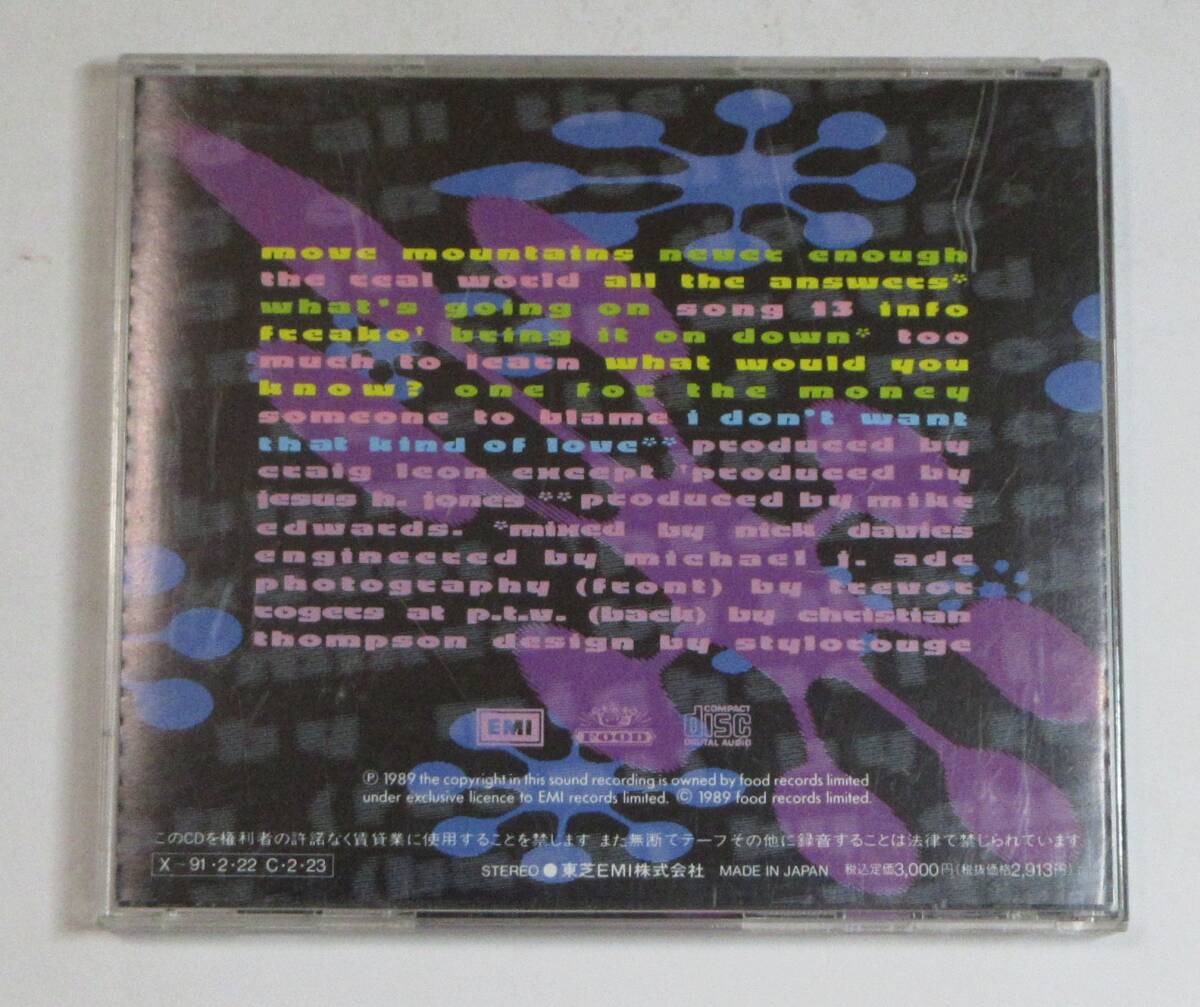 move mountains never enough
the real world all the answers*
what's going on song 13 info
freako' bring it on down* too
much to learn what would you
know? one for the money
someone to blame i don't want
that kind of love** produced by
craig leon except 'produced by
jesus h. jones **produced by mike
edwards. *mixed by nick davies
engineered by michael j. ade
photography (front) by trevor
rogers at p.t.v. (back) by christian
thompson design by stylorouge
EMI FOOD COMPACT disc DIGITAL AUDIO
Ⓟ 1989 the copyright in this sound recording is owned by food records limited
under exclusive licence to EMI records limited. © 1989 food records limited.
このCDを権利者の許諾なく賃貸業に使用することを禁じます また無断でテープその他に録音することは法律で禁じられています
X-91・2・22 C・2・23 STEREO ● 東芝EMI株式会社 MADE IN JAPAN 税込定価3,000円(税抜価格2,913円)